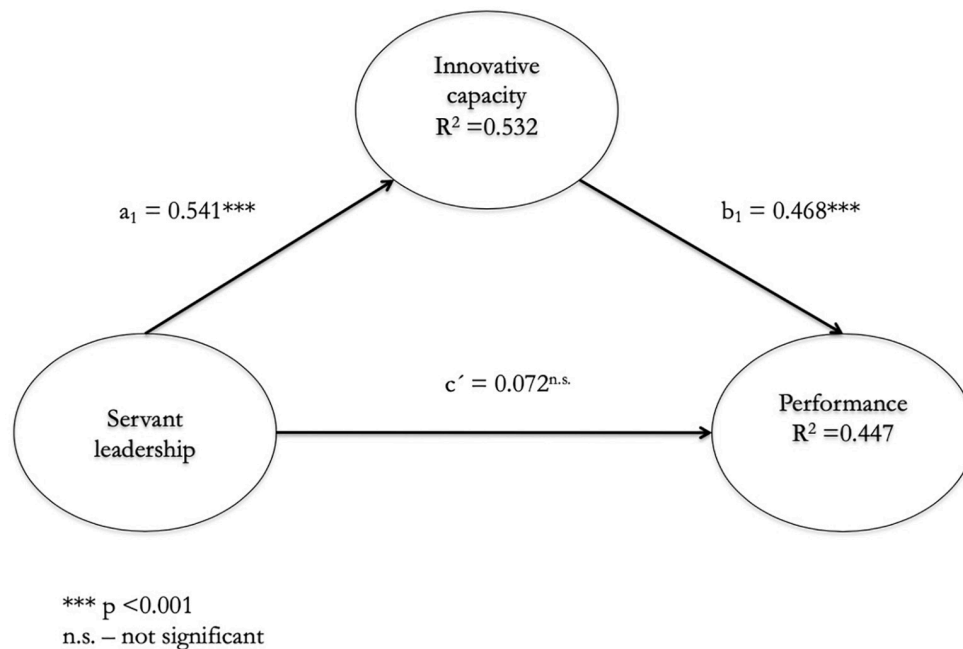 Innovative
capacity
R² =0.532
a₁ = 0.541***
b₁ = 0.468***
c´ = 0.072ⁿ·ˢ·
Servant
leadership
Performance
R² =0.447
*** p <0.001
n.s. – not significant